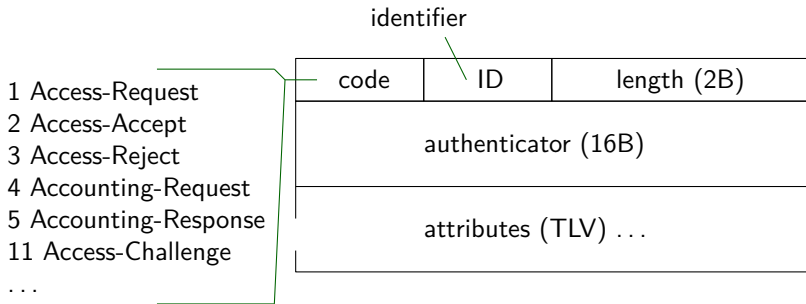 identifier
code
ID
length (2B)
authenticator (16B)
attributes (TLV) ...
1 Access-Request
2 Access-Accept
3 Access-Reject
4 Accounting-Request
5 Accounting-Response
11 Access-Challenge
...